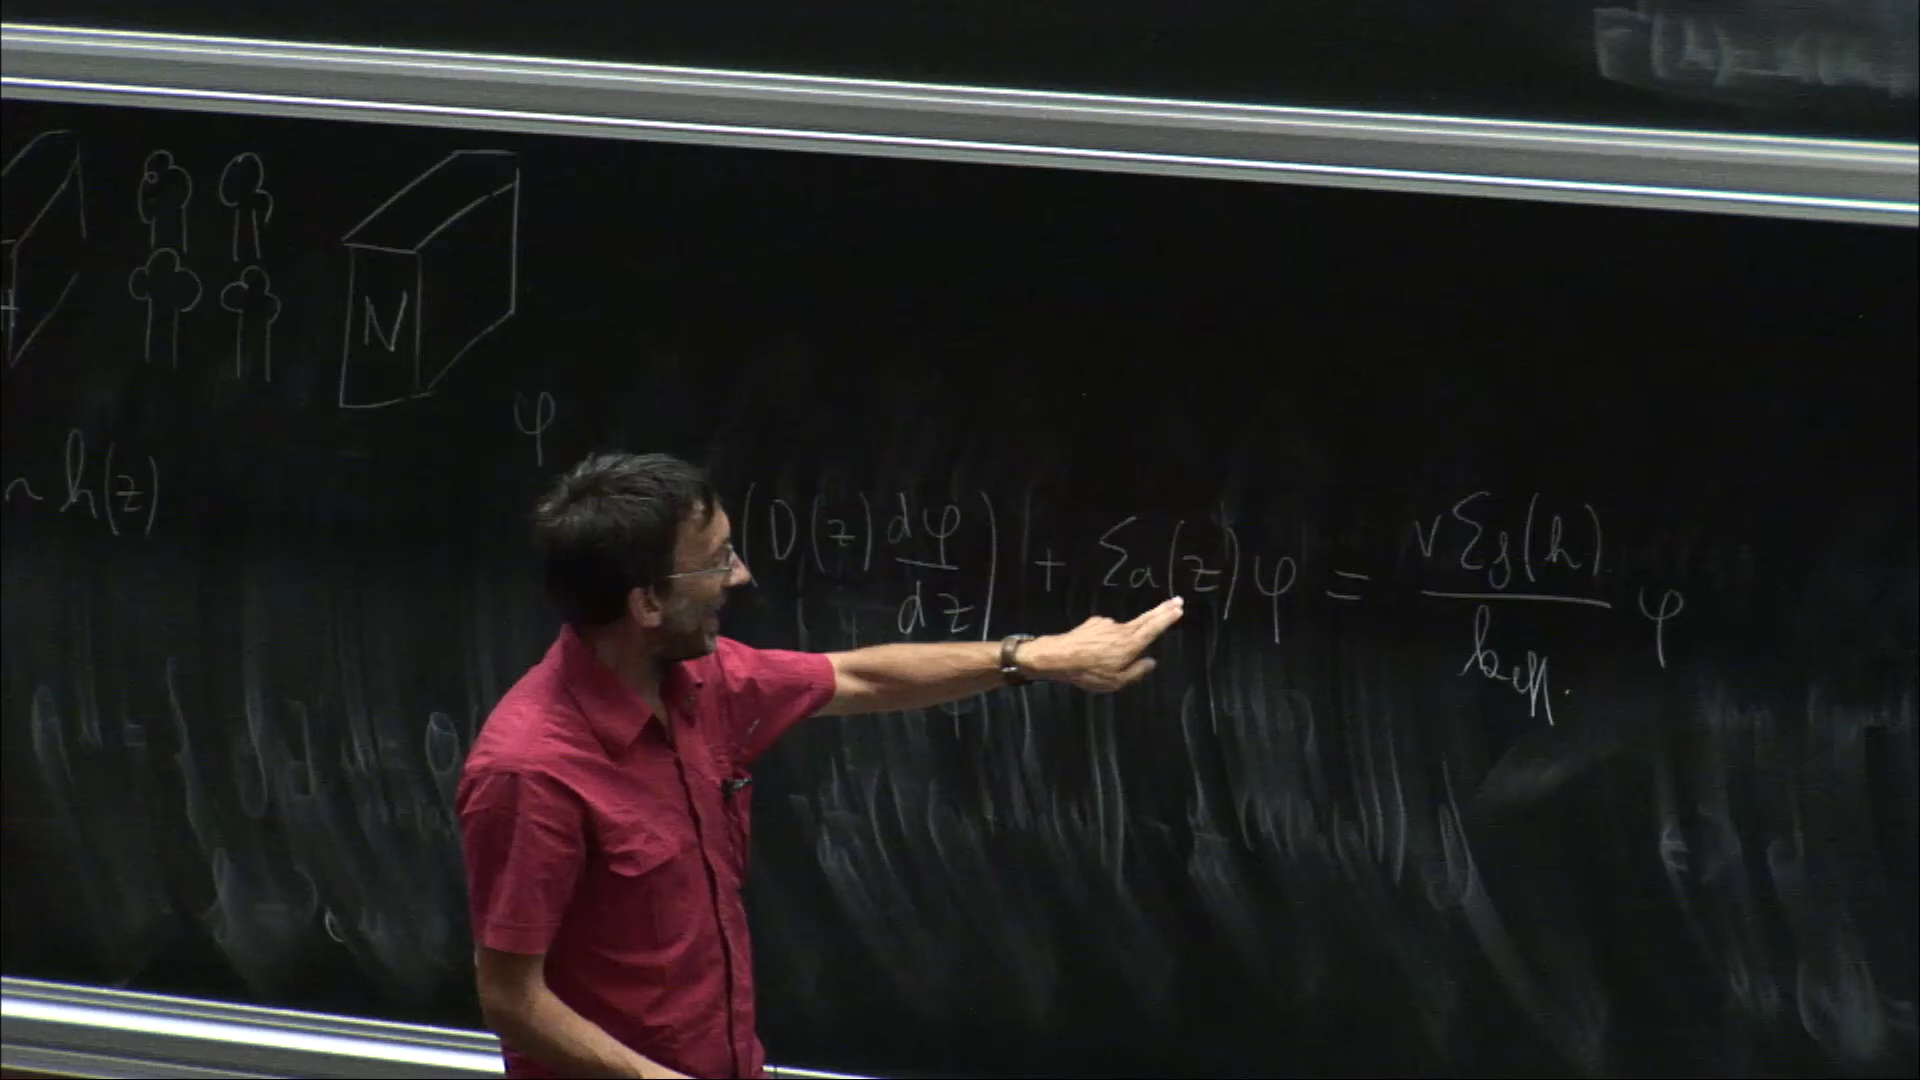 N
φ
~ h(z)
(D(z) dφ/dz) + Σa(z) φ = νΣf(h)/keff. φ